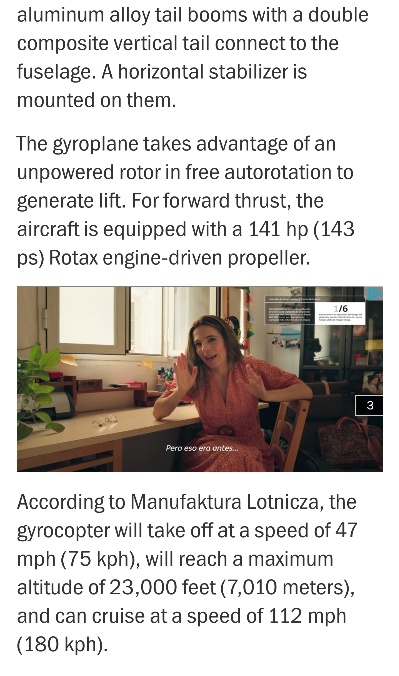 aluminum alloy tail booms with a double
composite vertical tail connect to the
fuselage. A horizontal stabilizer is
mounted on them.
The gyroplane takes advantage of an
unpowered rotor in free autorotation to
generate lift. For forward thrust, the
aircraft is equipped with a 141 hp (143
ps) Rotax engine-driven propeller.
1/6
3
Pero eso era antes...
According to Manufaktura Lotnicza, the
gyrocopter will take off at a speed of 47
mph (75 kph), will reach a maximum
altitude of 23,000 feet (7,010 meters),
and can cruise at a speed of 112 mph
(180 kph).